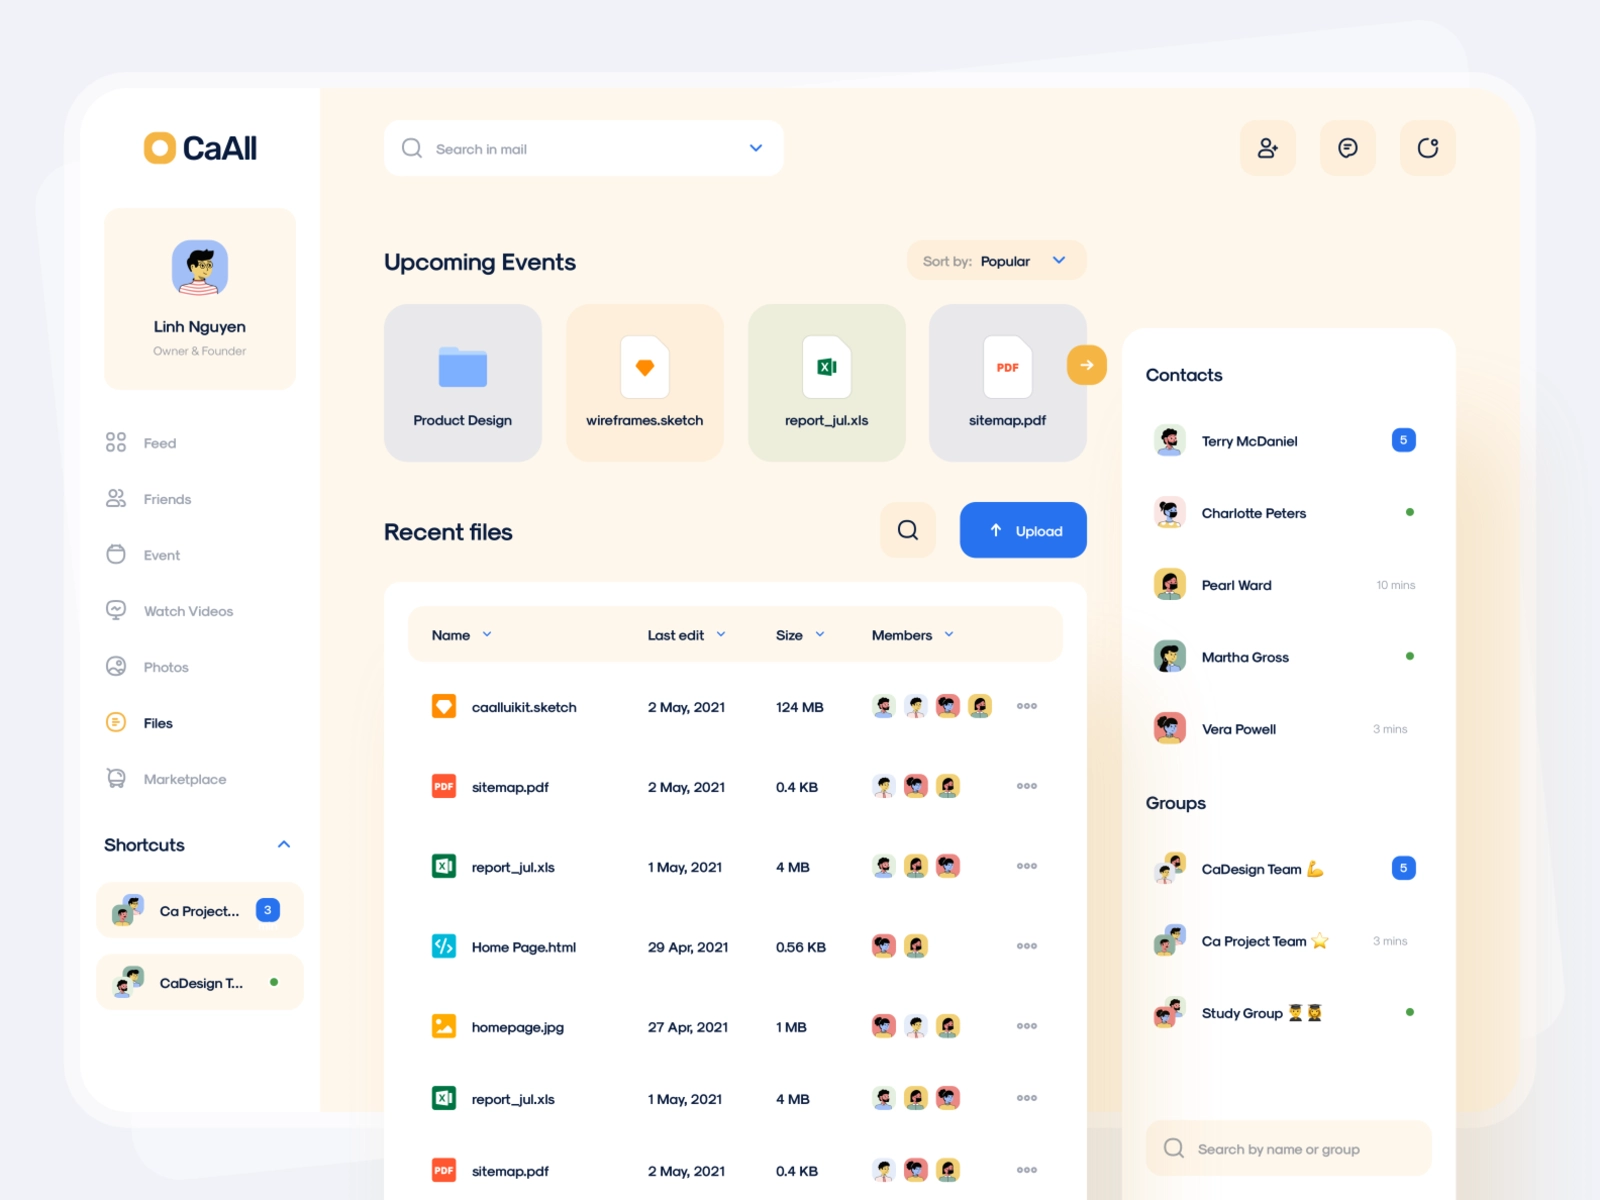 CaAll
Search in mail
Linh Nguyen
Owner & Founder
Feed
Friends
Event
Watch Videos
Photos
Files
Marketplace
Shortcuts
Ca Project...
3
CaDesign T...
Upcoming Events
Sort by: Popular
Product Design
wireframes.sketch
report_jul.xls
PDF
sitemap.pdf
Recent files
Upload
Name Last edit Size Members
caalluikit.sketch 2 May, 2021 124 MB
PDF sitemap.pdf 2 May, 2021 0.4 KB
report_jul.xls 1 May, 2021 4 MB
Home Page.html 29 Apr, 2021 0.56 KB
homepage.jpg 27 Apr, 2021 1 MB
report_jul.xls 1 May, 2021 4 MB
PDF sitemap.pdf 2 May, 2021 0.4 KB
Contacts
Terry McDaniel 5
Charlotte Peters
Pearl Ward 10 mins
Martha Gross
Vera Powell 3 mins
Groups
CaDesign Team 💪 5
Ca Project Team ⭐ 3 mins
Study Group 👨‍🎓👩‍🎓
Search by name or group